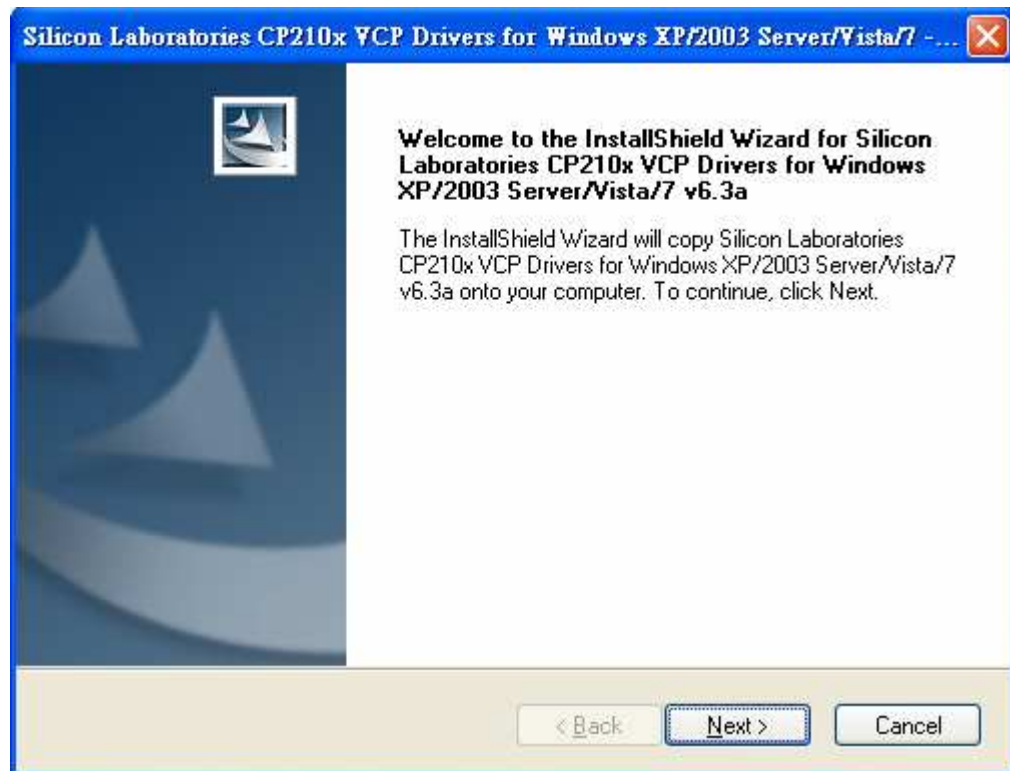 Silicon Laboratories CP210x VCP Drivers for Windows XP/2003 Server/Vista/7 -...
Welcome to the InstallShield Wizard for Silicon
Laboratories CP210x VCP Drivers for Windows
XP/2003 Server/Vista/7 v6.3a
The InstallShield Wizard will copy Silicon Laboratories
CP210x VCP Drivers for Windows XP/2003 Server/Vista/7
v6.3a onto your computer. To continue, click Next.
< Back Next > Cancel